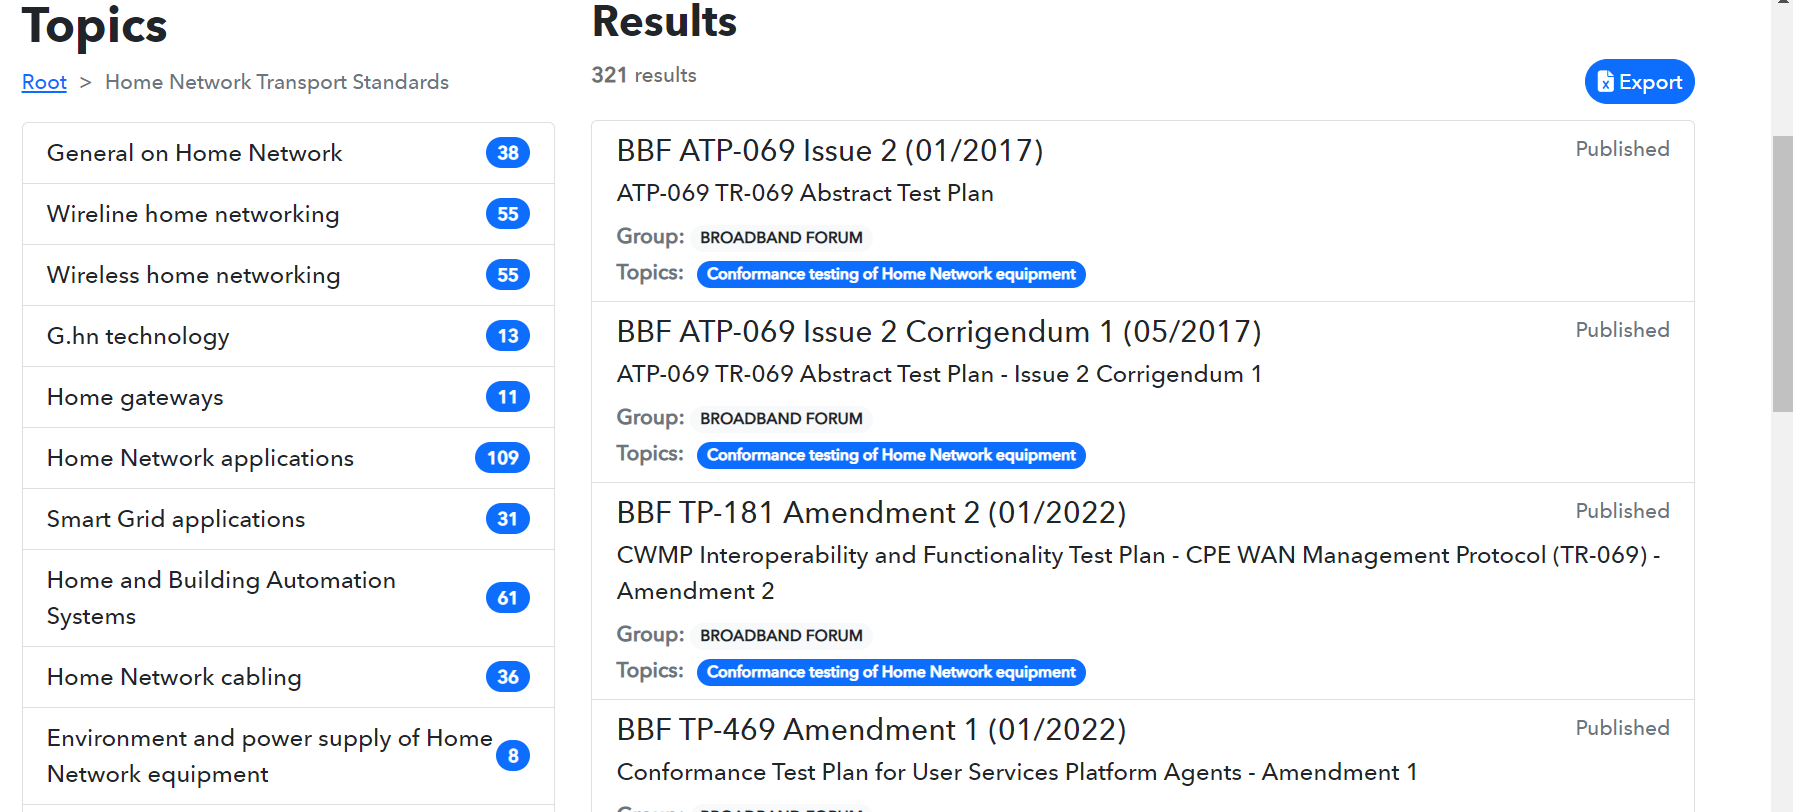 Topics
Root > Home Network Transport Standards
General on Home Network 38
Wireline home networking 55
Wireless home networking 55
G.hn technology 13
Home gateways 11
Home Network applications 109
Smart Grid applications 31
Home and Building Automation
Systems 61
Home Network cabling 36
Environment and power supply of Home
Network equipment 8
Results
321 results
Export
BBF ATP-069 Issue 2 (01/2017) Published
ATP-069 TR-069 Abstract Test Plan
Group: BROADBAND FORUM
Topics: Conformance testing of Home Network equipment
BBF ATP-069 Issue 2 Corrigendum 1 (05/2017) Published
ATP-069 TR-069 Abstract Test Plan - Issue 2 Corrigendum 1
Group: BROADBAND FORUM
Topics: Conformance testing of Home Network equipment
BBF TP-181 Amendment 2 (01/2022) Published
CWMP Interoperability and Functionality Test Plan - CPE WAN Management Protocol (TR-069) -
Amendment 2
Group: BROADBAND FORUM
Topics: Conformance testing of Home Network equipment
BBF TP-469 Amendment 1 (01/2022) Published
Conformance Test Plan for User Services Platform Agents - Amendment 1